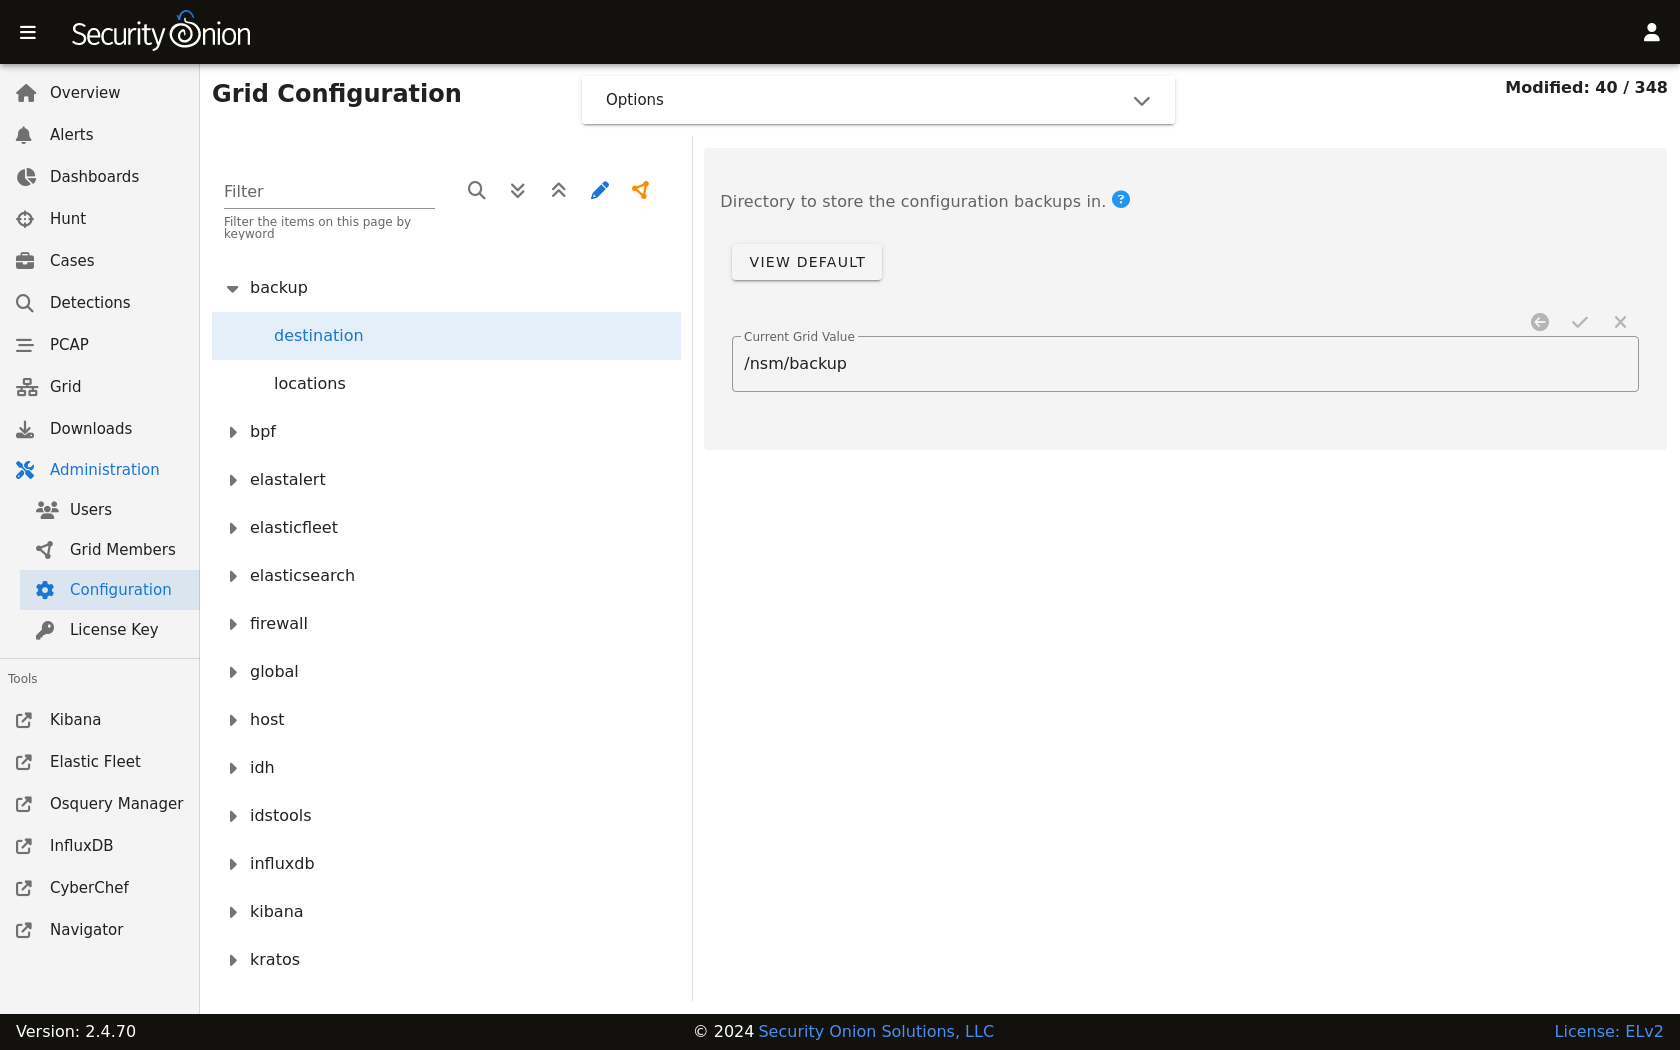 Security Onion
Overview
Alerts
Dashboards
Hunt
Cases
Detections
PCAP
Grid
Downloads
Administration
Users
Grid Members
Configuration
License Key
Tools
Kibana
Elastic Fleet
Osquery Manager
InfluxDB
CyberChef
Navigator
Grid Configuration
Options
Modified: 40 / 348
Filter
Filter the items on this page by
keyword
backup
destination
locations
bpf
elastalert
elasticfleet
elasticsearch
firewall
global
host
idh
idstools
influxdb
kibana
kratos
Directory to store the configuration backups in. ?
VIEW DEFAULT
Current Grid Value
/nsm/backup
Version: 2.4.70
© 2024 Security Onion Solutions, LLC
License: ELv2